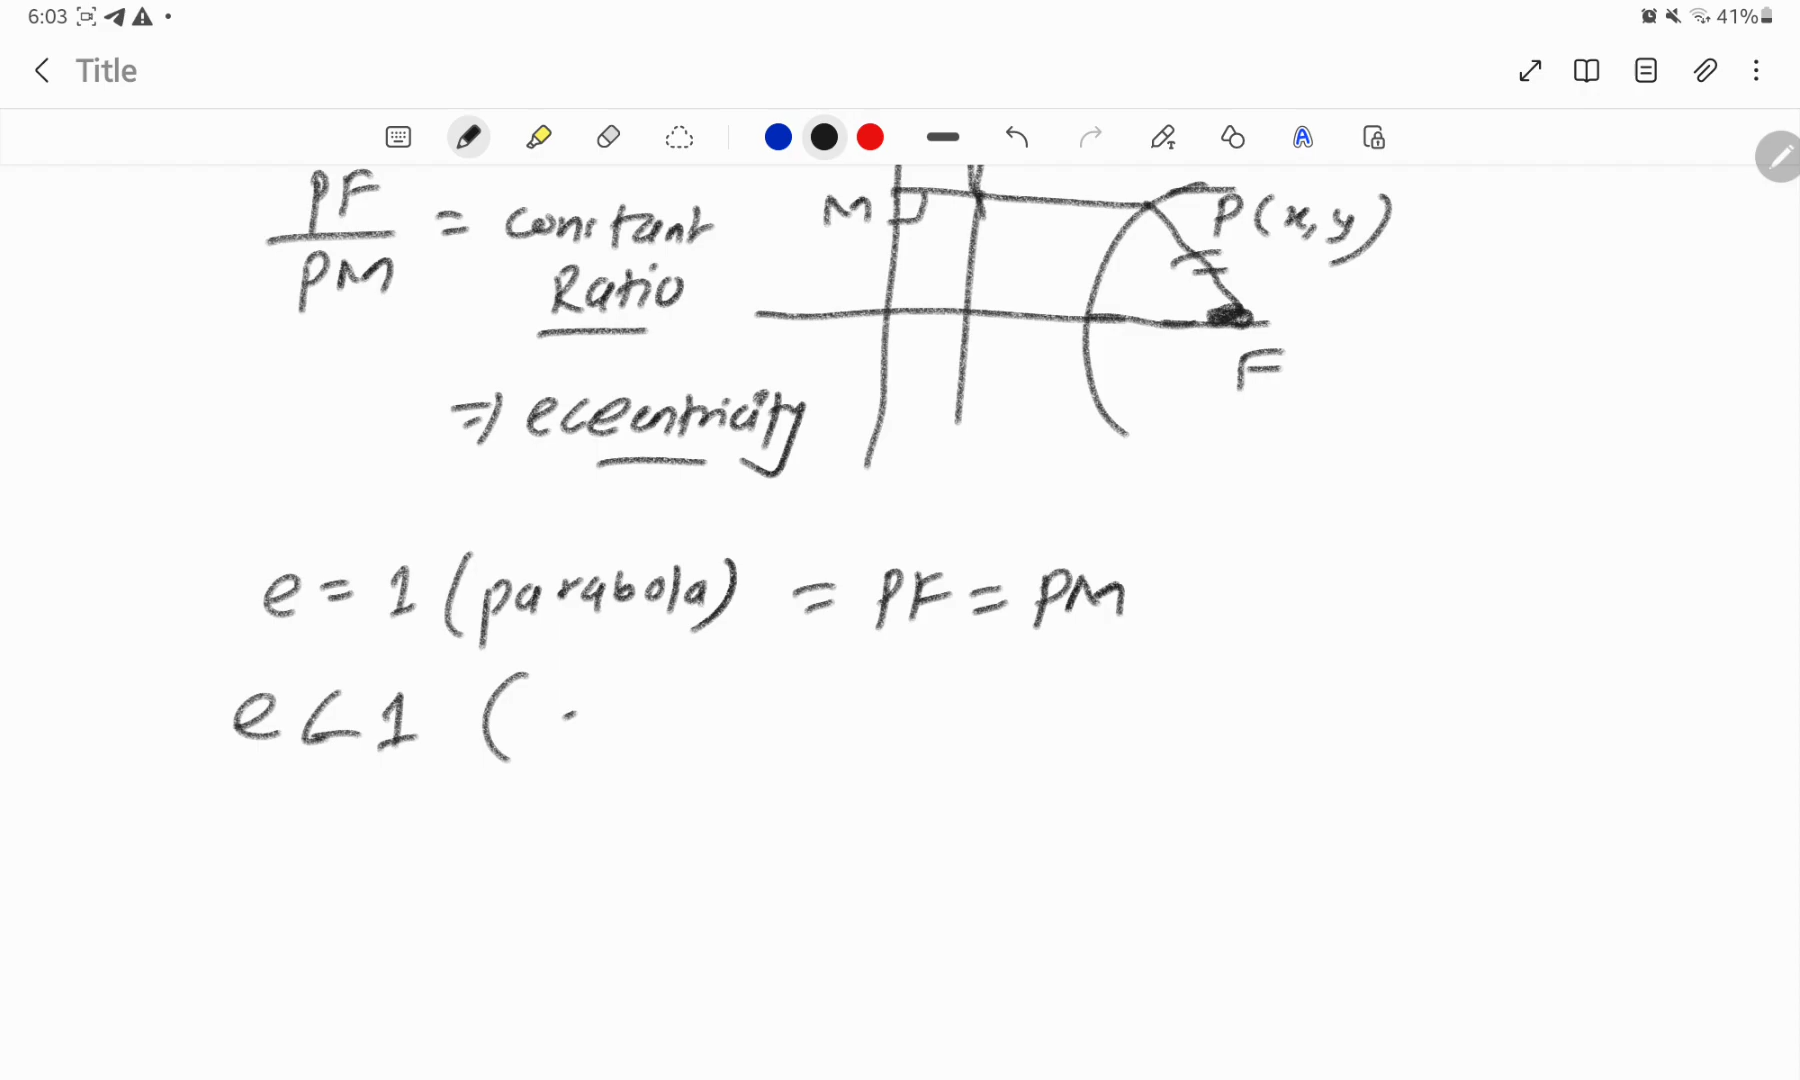 6:03
41%
Title
PF
PM
= constant
Ratio
M
P(x,y)
F
⇒ eccentricity
e = 1 (parabola) = PF = PM
e < 1 (